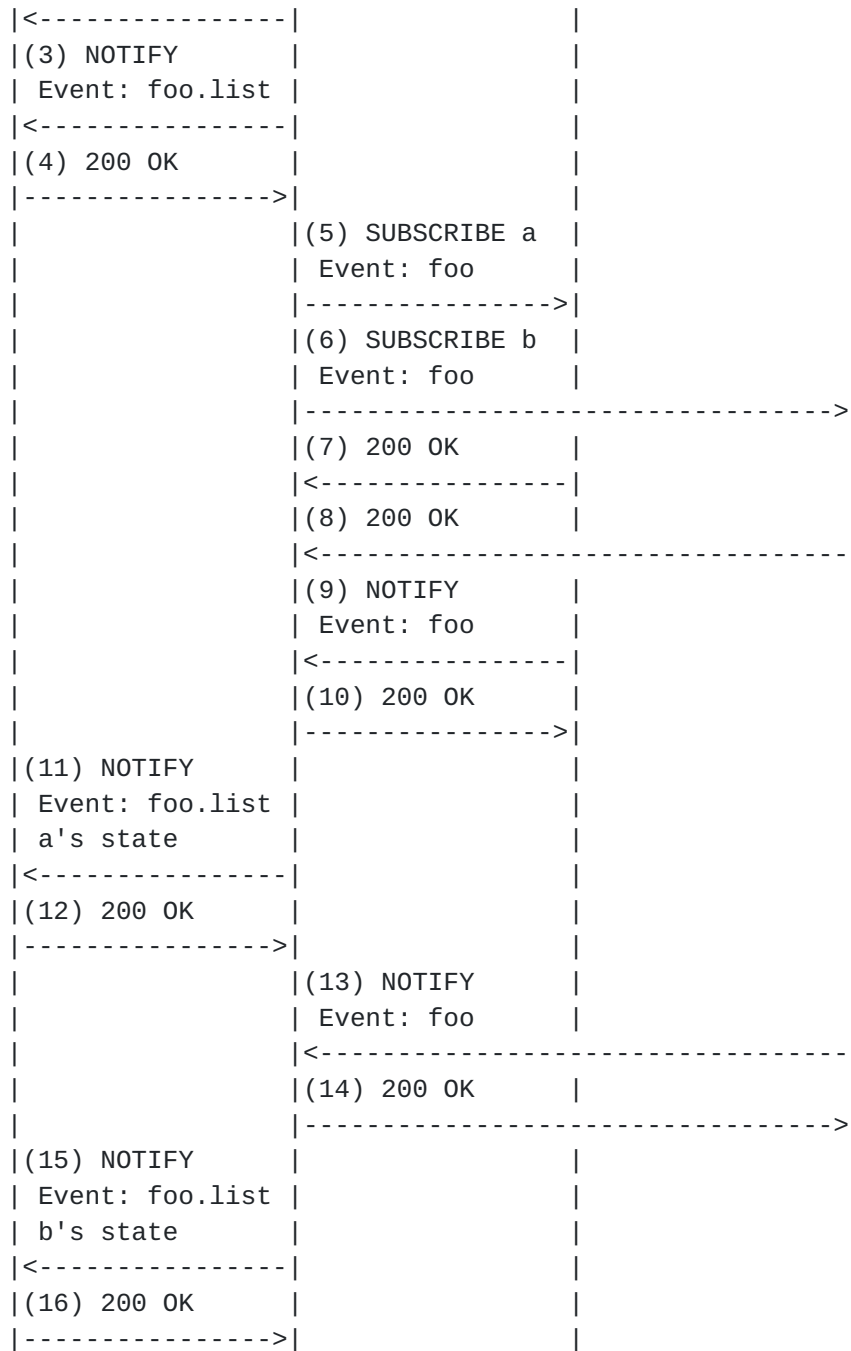 |<----------------|                 |
|(3) NOTIFY       |                 |
| Event: foo.list |                 |
|<----------------|                 |
|(4) 200 OK       |                 |
|---------------->|                 |
|                 |(5) SUBSCRIBE a  |
|                 | Event: foo      |
|                 |---------------->|
|                 |(6) SUBSCRIBE b  |
|                 | Event: foo      |
|                 |---------------------------------->
|                 |(7) 200 OK       |
|                 |<----------------|
|                 |(8) 200 OK       |
|                 |<----------------------------------
|                 |(9) NOTIFY       |
|                 | Event: foo      |
|                 |<----------------|
|                 |(10) 200 OK      |
|                 |---------------->|
|(11) NOTIFY      |                 |
| Event: foo.list |                 |
| a's state       |                 |
|<----------------|                 |
|(12) 200 OK      |                 |
|---------------->|                 |
|                 |(13) NOTIFY      |
|                 | Event: foo      |
|                 |<----------------------------------
|                 |(14) 200 OK      |
|                 |---------------------------------->
|(15) NOTIFY      |                 |
| Event: foo.list |                 |
| b's state       |                 |
|<----------------|                 |
|(16) 200 OK      |                 |
|---------------->|                 |